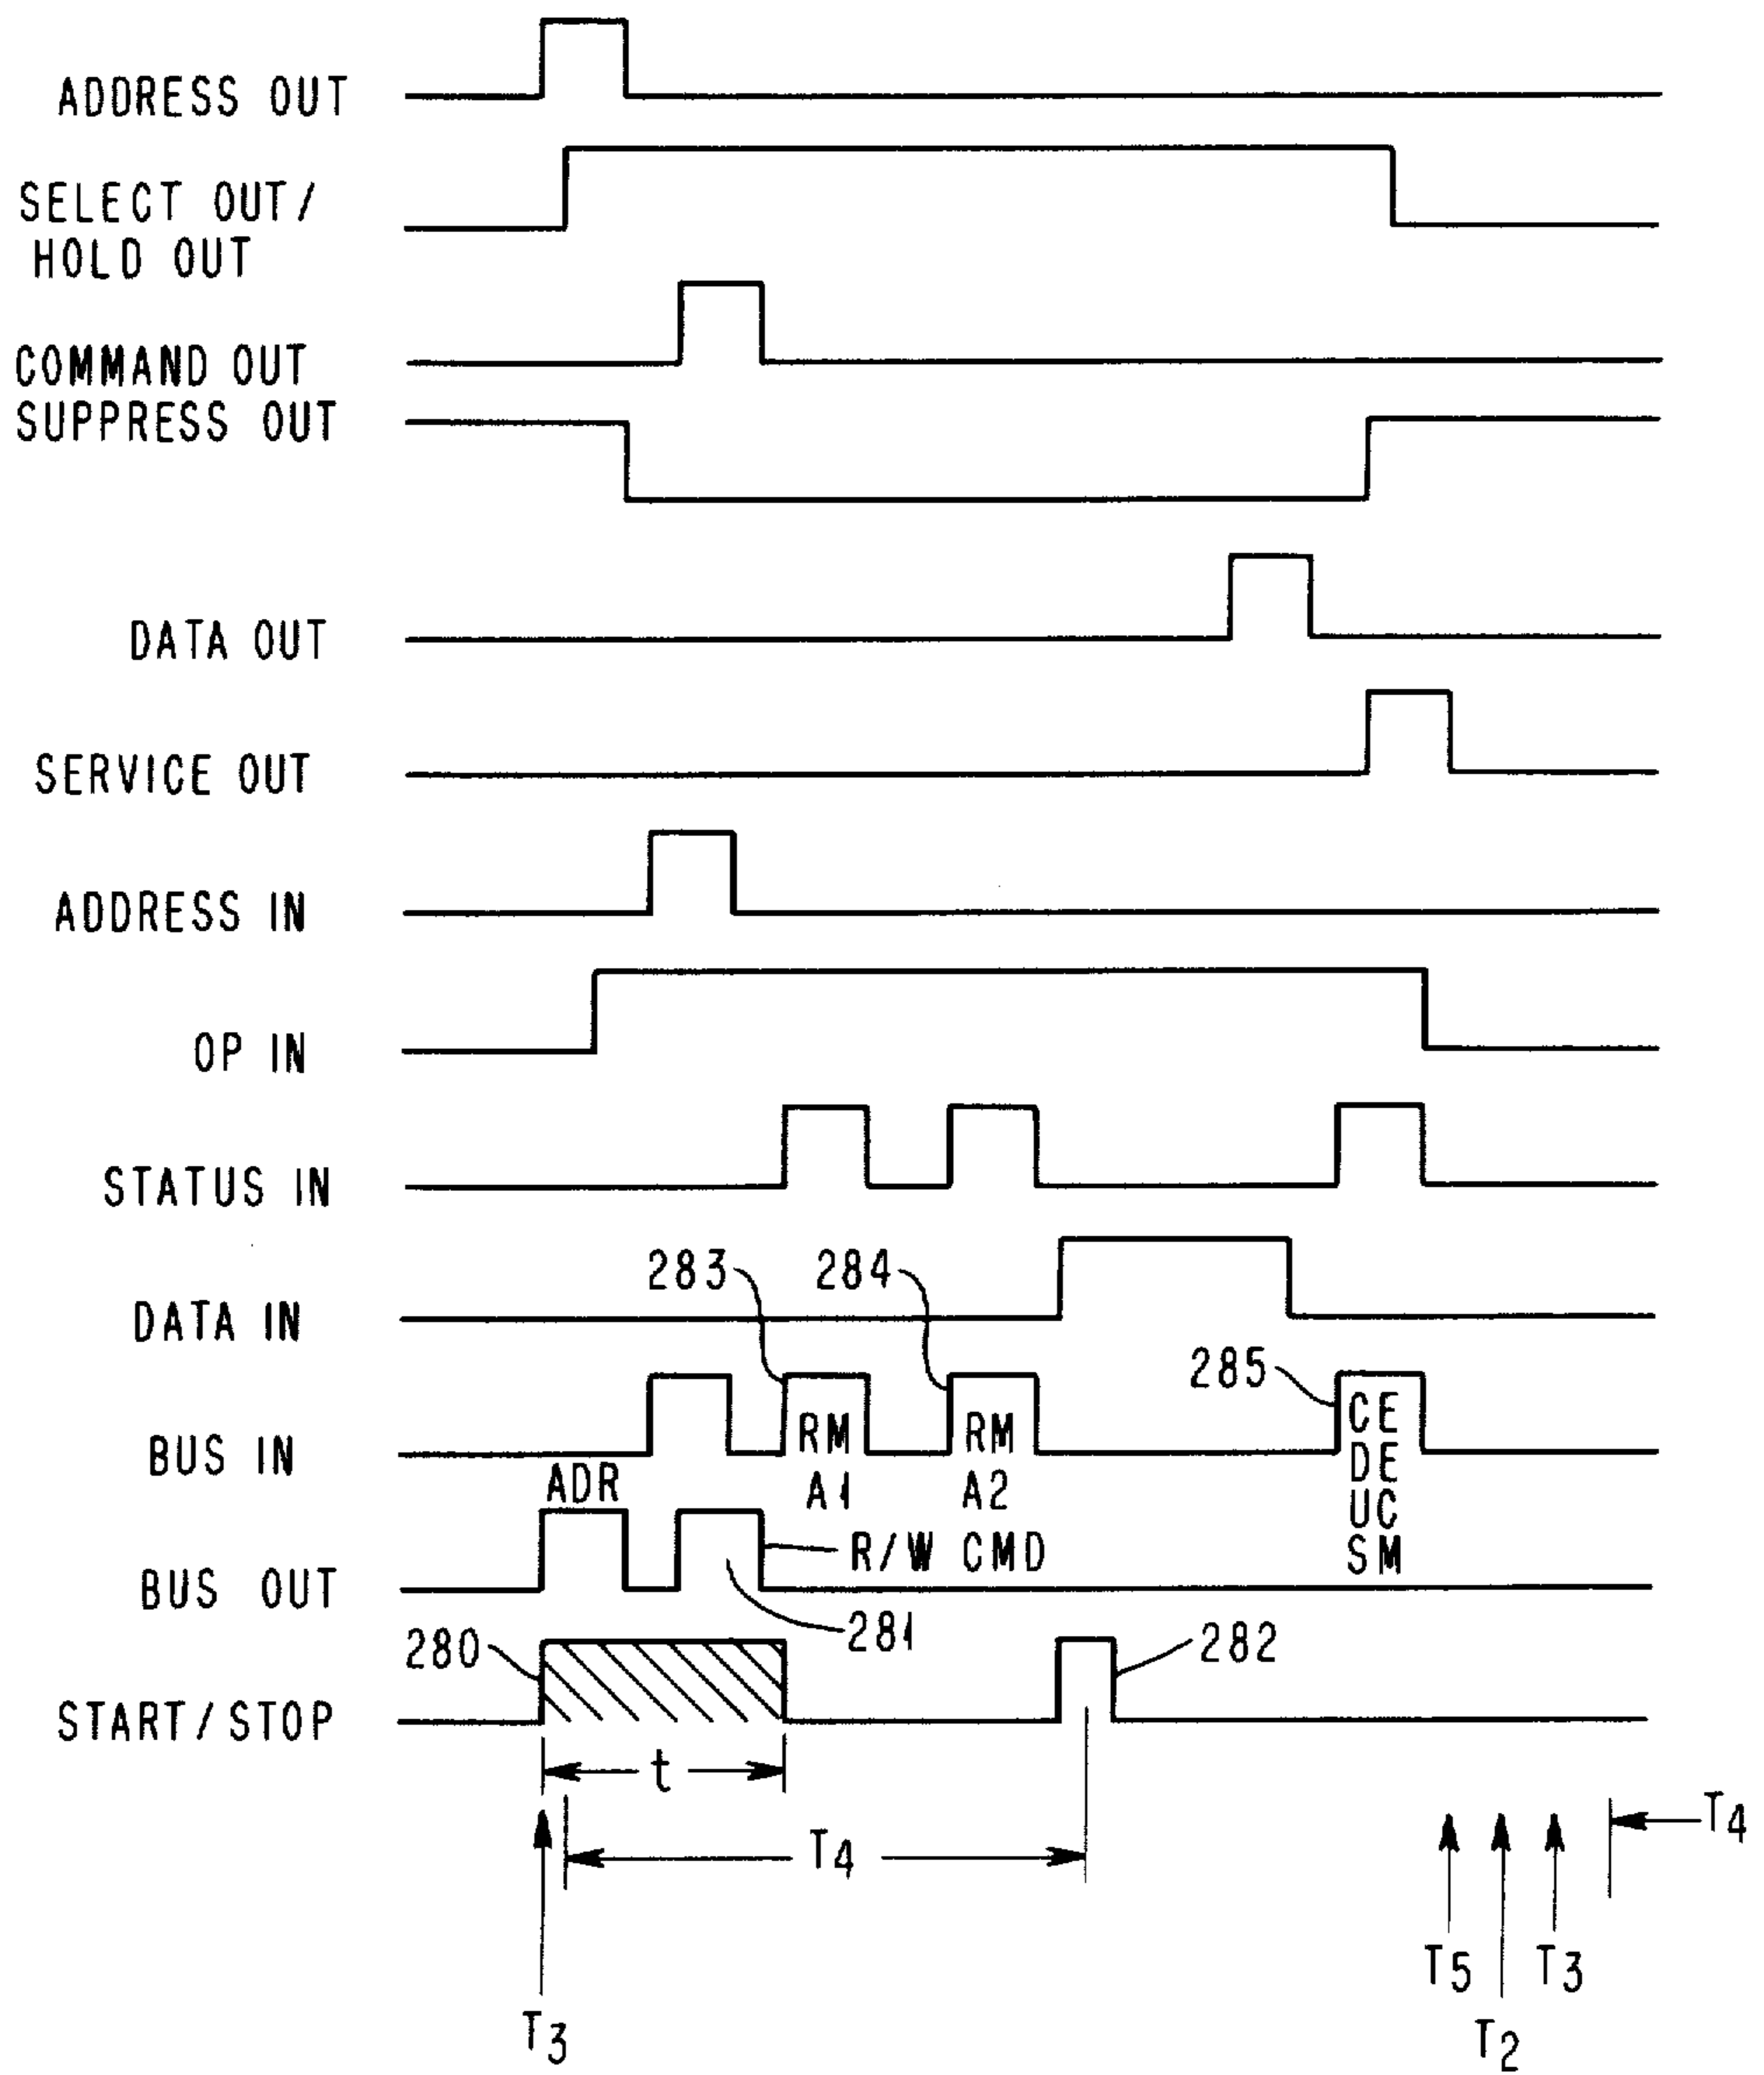 ADDRESS OUT
SELECT OUT/
HOLD OUT
COMMAND OUT
SUPPRESS OUT
DATA OUT
SERVICE OUT
ADDRESS IN
OP IN
STATUS IN
283
284
DATA IN
285
BUS IN
RM
A1
RM
A2
CE
DE
UC
SM
ADR
R/W CMD
BUS OUT
281
280
282
START/STOP
t
T4
T4
T5
T3
T3
T2